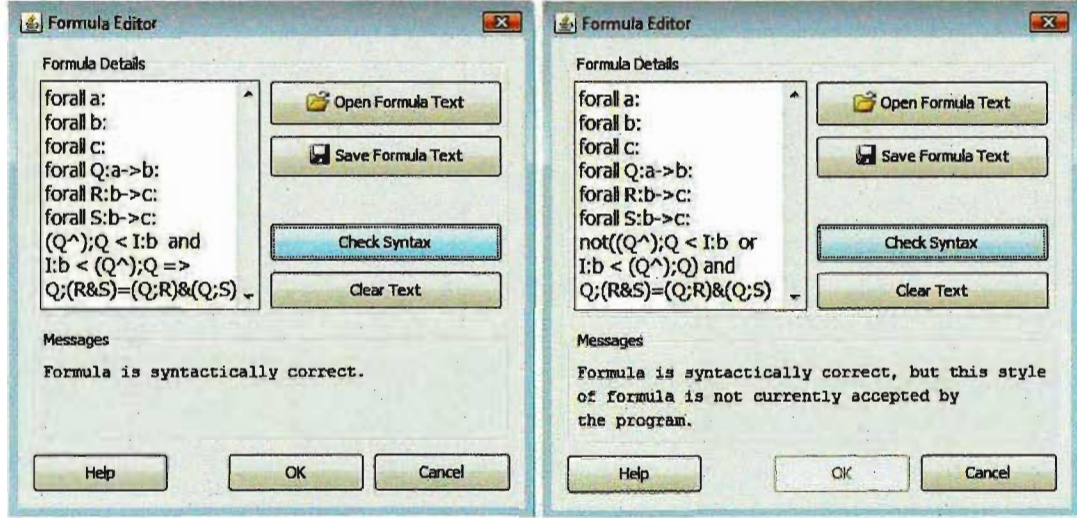 Formula Editor
Formula Details
forall a:
forall b:
forall c:
forall Q:a->b:
forall R:b->c:
forall S:b->c:
(Q^);Q < I:b and
I:b < (Q^);Q =>
Q;(R&S)=(Q;R)&(Q;S)
Open Formula Text
Save Formula Text
Check Syntax
Clear Text
Messages
Formula is syntactically correct.
Help
OK
Cancel
Formula Editor
Formula Details
forall a:
forall b:
forall c:
forall Q:a->b:
forall R:b->c:
forall S:b->c:
not((Q^);Q < I:b or
I:b < (Q^);Q) and
Q;(R&S)=(Q;R)&(Q;S)
Open Formula Text
Save Formula Text
Check Syntax
Clear Text
Messages
Formula is syntactically correct, but this style
of formula is not currently accepted by
the program.
Help
OK
Cancel